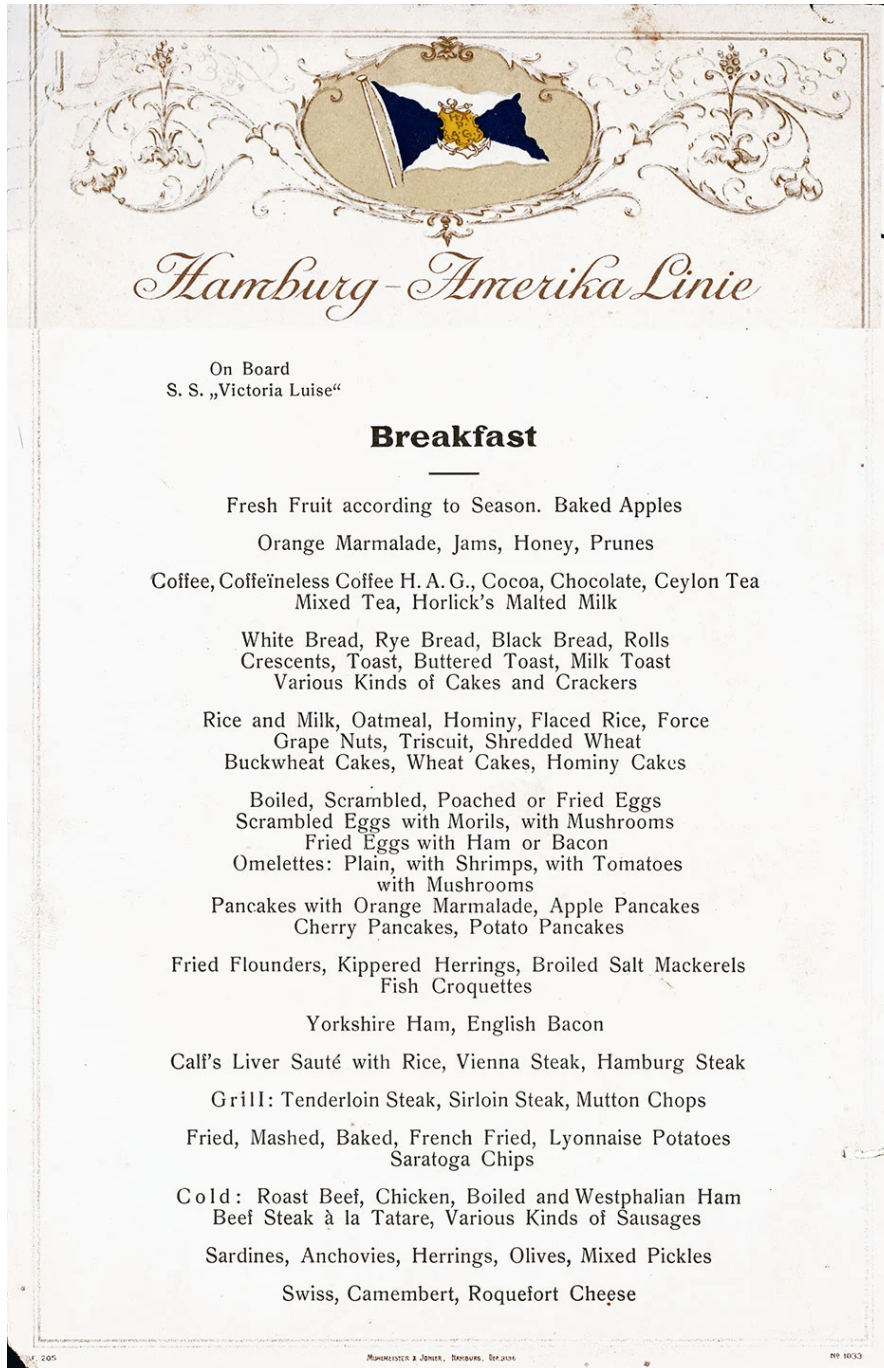 H.A.
P.
A.G.
Hamburg-Amerika Linie
On Board
S. S. „Victoria Luise“
Breakfast
Fresh Fruit according to Season. Baked Apples
Orange Marmalade, Jams, Honey, Prunes
Coffee, Coffeïneless Coffee H. A. G., Cocoa, Chocolate, Ceylon Tea
Mixed Tea, Horlick's Malted Milk
White Bread, Rye Bread, Black Bread, Rolls
Crescents, Toast, Buttered Toast, Milk Toast
Various Kinds of Cakes and Crackers
Rice and Milk, Oatmeal, Hominy, Flaced Rice, Force
Grape Nuts, Triscuit, Shredded Wheat
Buckwheat Cakes, Wheat Cakes, Hominy Cakes
Boiled, Scrambled, Poached or Fried Eggs
Scrambled Eggs with Morils, with Mushrooms
Fried Eggs with Ham or Bacon
Omelettes: Plain, with Shrimps, with Tomatoes
with Mushrooms
Pancakes with Orange Marmalade, Apple Pancakes
Cherry Pancakes, Potato Pancakes
Fried Flounders, Kippered Herrings, Broiled Salt Mackerels
Fish Croquettes
Yorkshire Ham, English Bacon
Calf's Liver Sauté with Rice, Vienna Steak, Hamburg Steak
Grill: Tenderloin Steak, Sirloin Steak, Mutton Chops
Fried, Mashed, Baked, French Fried, Lyonnaise Potatoes
Saratoga Chips
Cold: Roast Beef, Chicken, Boiled and Westphalian Ham
Beef Steak à la Tatare, Various Kinds of Sausages
Sardines, Anchovies, Herrings, Olives, Mixed Pickles
Swiss, Camembert, Roquefort Cheese
205
Mühlmeister & Johler, Hamburg.
Nº 1033